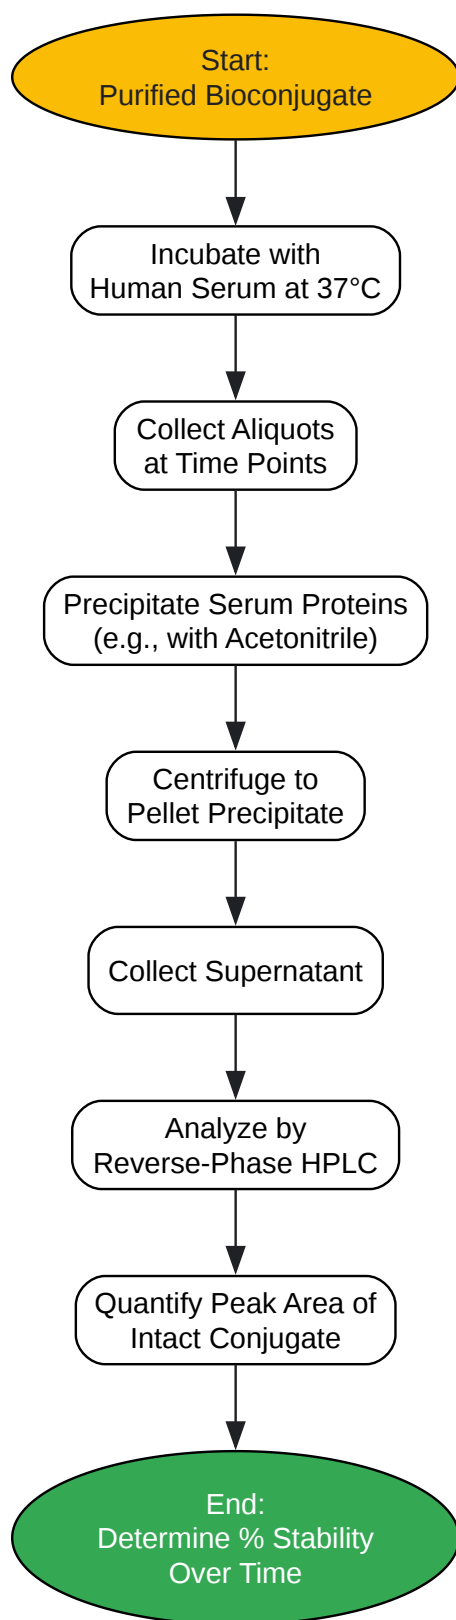 Start:
Purified Bioconjugate
Incubate with
Human Serum at 37°C
Collect Aliquots
at Time Points
Precipitate Serum Proteins
(e.g., with Acetonitrile)
Centrifuge to
Pellet Precipitate
Collect Supernatant
Analyze by
Reverse-Phase HPLC
Quantify Peak Area of
Intact Conjugate
End:
Determine % Stability
Over Time